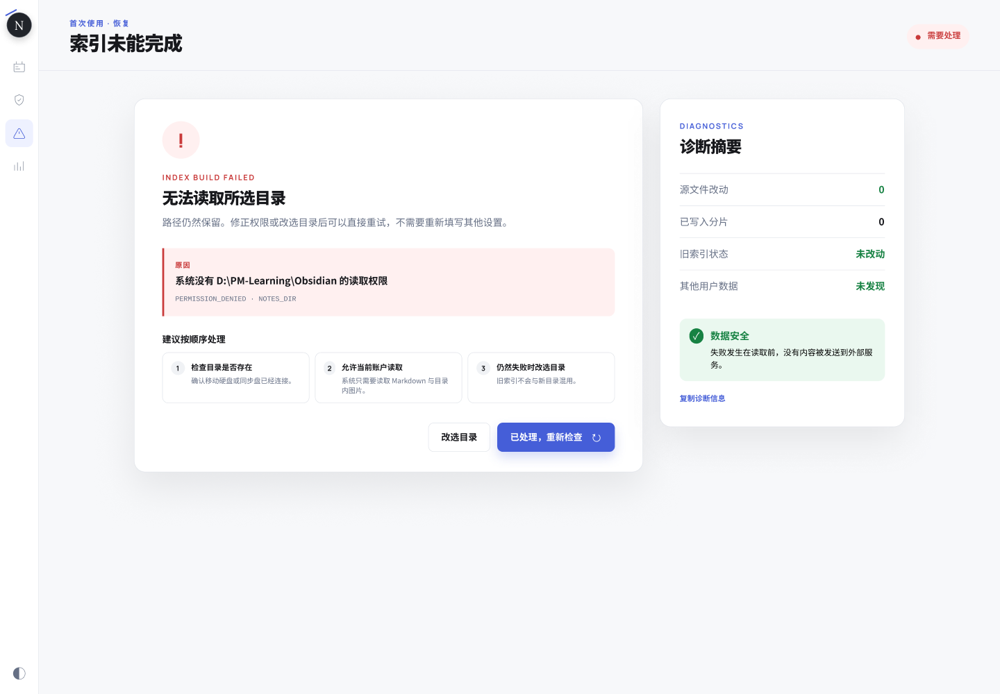 N
首次使用 · 恢复
索引未能完成
需要处理
!
INDEX BUILD FAILED
无法读取所选目录
路径仍然保留。修正权限或改选目录后可以直接重试，不需要重新填写其他设置。
原因
系统没有 D:\PM-Learning\Obsidian 的读取权限
PERMISSION_DENIED · NOTES_DIR
建议按顺序处理
1 检查目录是否存在
确认移动硬盘或同步盘已经连接。
2 允许当前账户读取
系统只需要读取 Markdown 与目录
内图片。
3 仍然失败时改选目录
旧索引不会与新目录混用。
改选目录
已处理，重新检查
DIAGNOSTICS
诊断摘要
源文件改动 0
已写入分片 0
旧索引状态 未改动
其他用户数据 未发现
数据安全
失败发生在读取前，没有内容被发送到外部服
务。
复制诊断信息